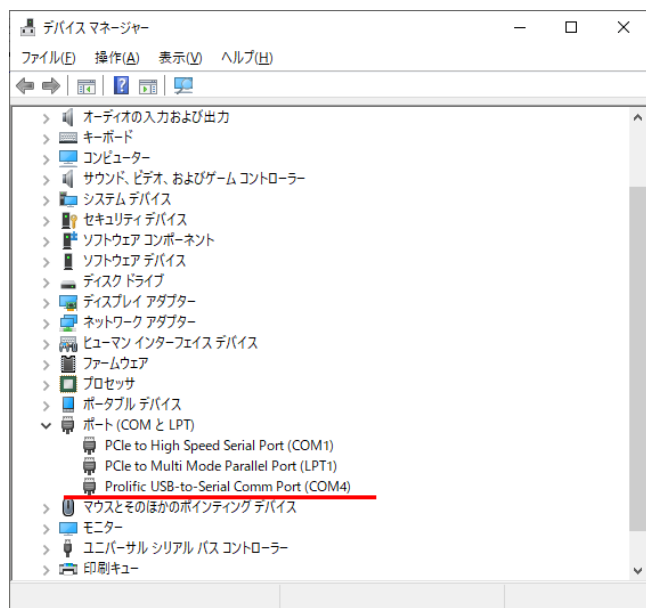 デバイス マネージャー
ファイル(F) 操作(A) 表示(V) ヘルプ(H)
オーディオの入力および出力
キーボード
コンピューター
サウンド、ビデオ、およびゲーム コントローラー
システム デバイス
セキュリティ デバイス
ソフトウェア コンポーネント
ソフトウェア デバイス
ディスク ドライブ
ディスプレイ アダプター
ネットワーク アダプター
ヒューマン インターフェイス デバイス
ファームウェア
プロセッサ
ポータブル デバイス
ポート (COM と LPT)
PCIe to High Speed Serial Port (COM1)
PCIe to Multi Mode Parallel Port (LPT1)
Prolific USB-to-Serial Comm Port (COM4)
マウスとそのほかのポインティング デバイス
モニター
ユニバーサル シリアル バス コントローラー
印刷キュー